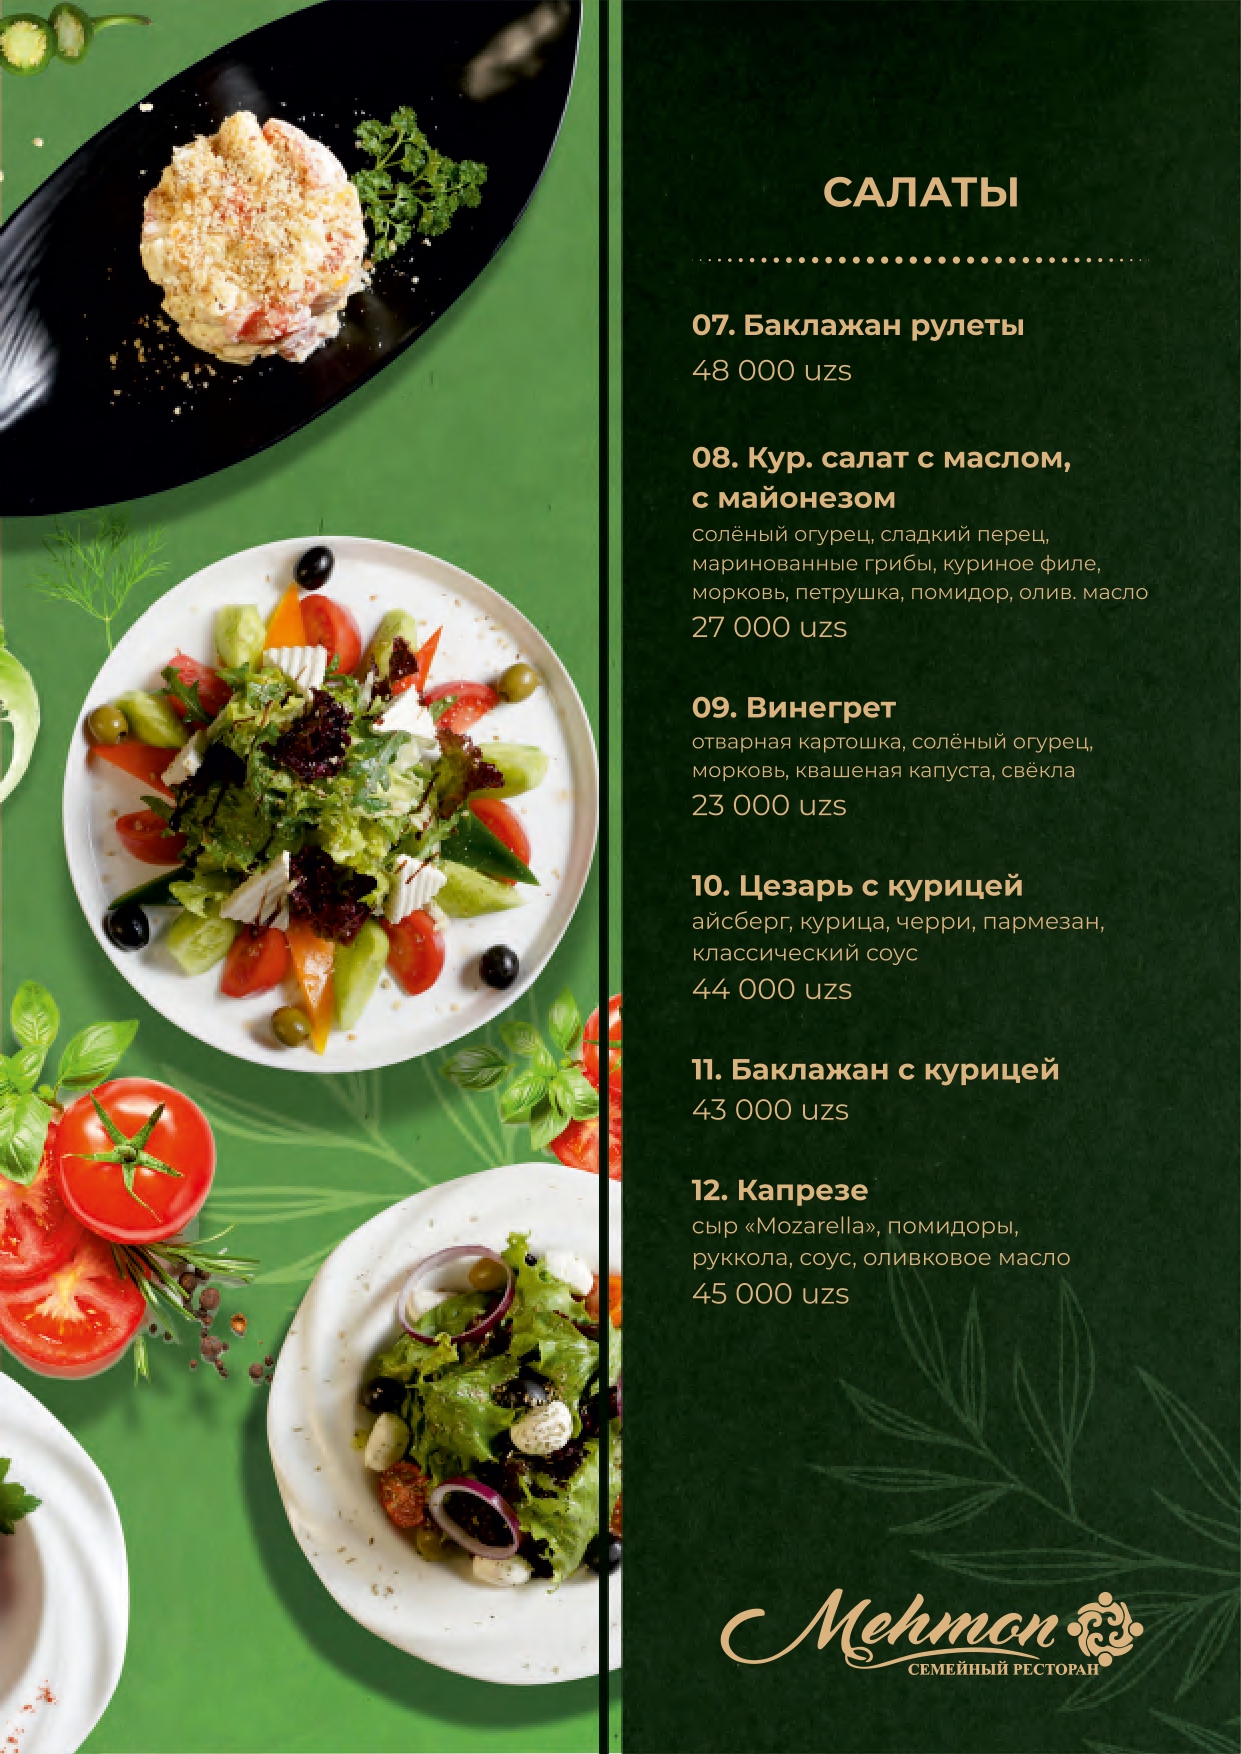 САЛАТЫ
07. Баклажан рулеты
48 000 uzs
08. Кур. салат с маслом,
с майонезом
солёный огурец, сладкий перец,
маринованные грибы, куриное филе,
морковь, петрушка, помидор, олив. масло
27 000 uzs
09. Винегрет
отварная картошка, солёный огурец,
морковь, квашеная капуста, свёкла
23 000 uzs
10. Цезарь с курицей
айсберг, курица, черри, пармезан,
классический соус
44 000 uzs
11. Баклажан с курицей
43 000 uzs
12. Капрезе
сыр «Mozarella», помидоры,
руккола, соус, оливковое масло
45 000 uzs
Mehmon
СЕМЕЙНЫЙ РЕСТОРАН